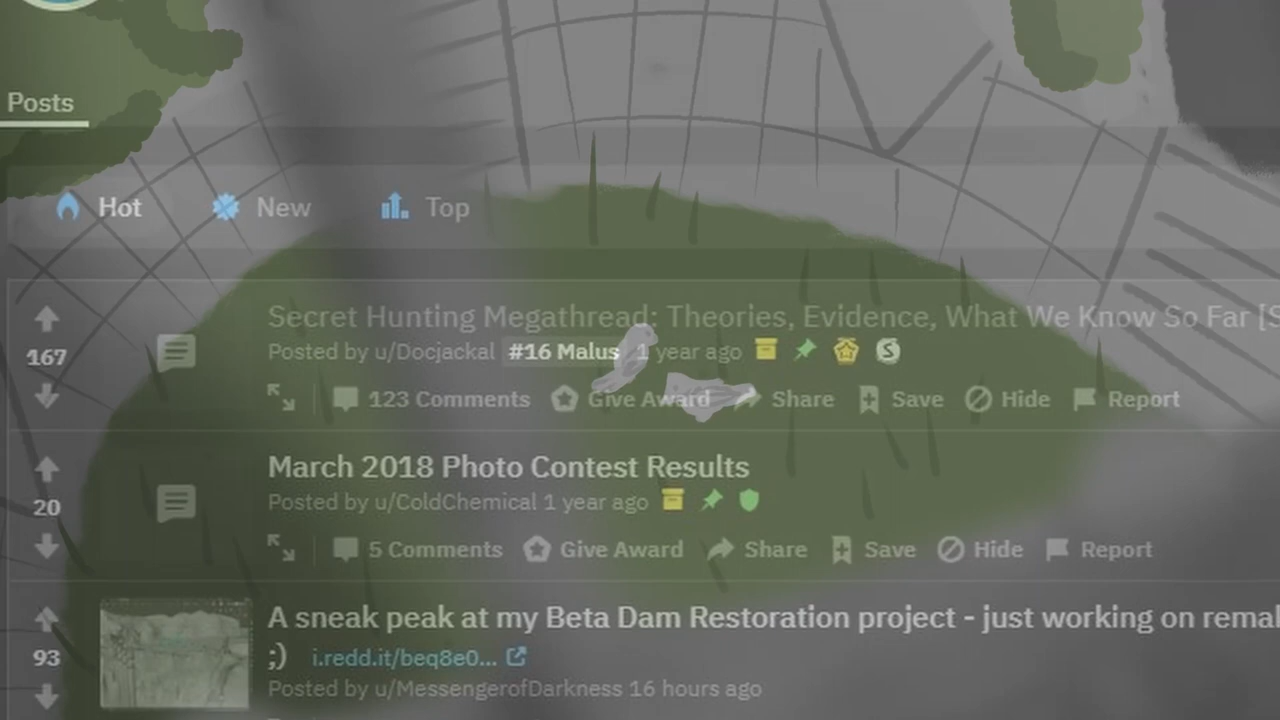 Posts
Hot New Top
Secret Hunting Megathread: Theories, Evidence, What We Know So Far [S
167
Posted by u/Docjackal #16 Malus 1 year ago
123 Comments Give Award Share Save Hide Report
March 2018 Photo Contest Results
20
Posted by u/ColdChemical 1 year ago
5 Comments Give Award Share Save Hide Report
A sneak peak at my Beta Dam Restoration project - just working on remal
93
;) i.redd.it/beq8e0...
Posted by u/MessengerofDarkness 16 hours ago